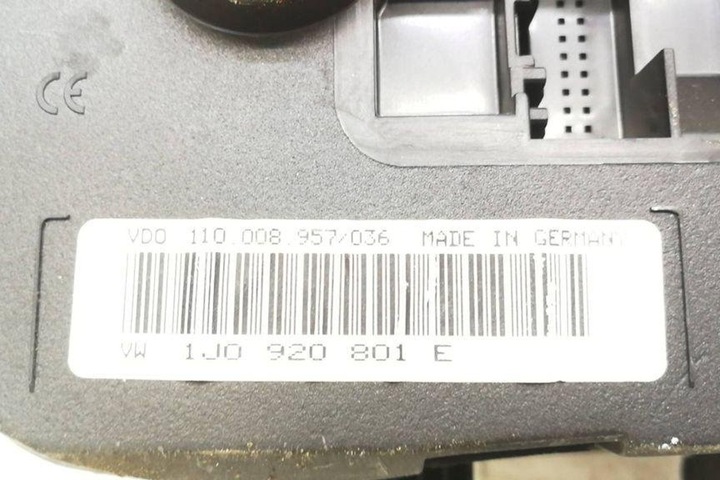 CE
VDO 110.008.957/036 MADE IN GERMANY
VW 1J0 920 801 E